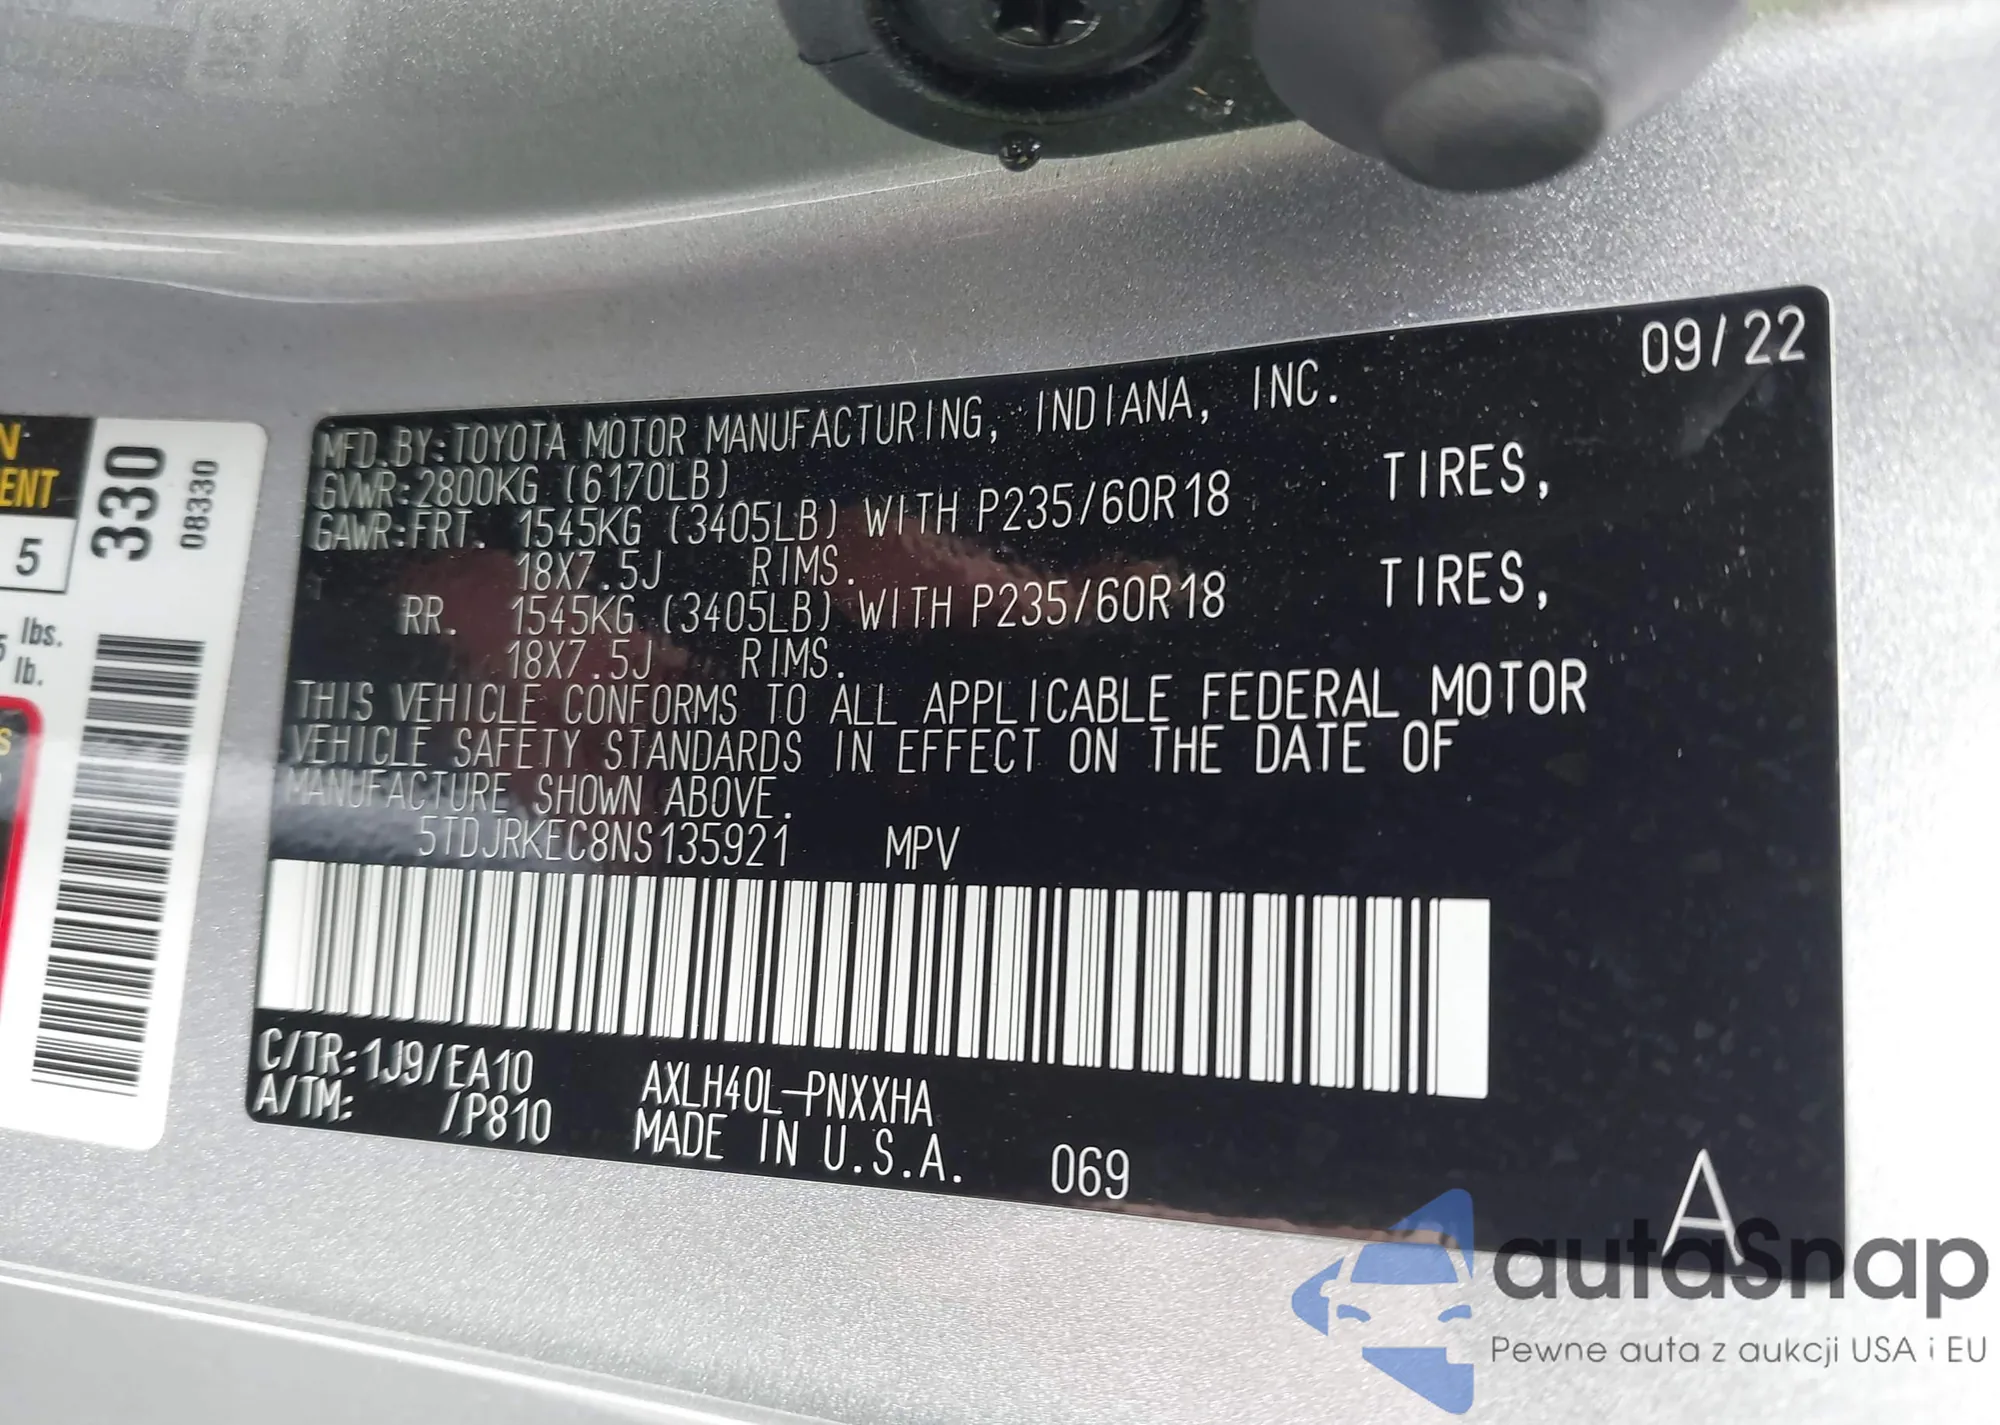 09/22
MFD. BY: TOYOTA MOTOR MANUFACTURING, INDIANA, INC.
GVWR: 2800KG (6170LB)
GAWR: FRT. 1545KG (3405LB) WITH P235/60R18 TIRES,
18X7.5J RIMS.
RR. 1545KG (3405LB) WITH P235/60R18 TIRES,
18X7.5J RIMS.
THIS VEHICLE CONFORMS TO ALL APPLICABLE FEDERAL MOTOR
VEHICLE SAFETY STANDARDS IN EFFECT ON THE DATE OF
MANUFACTURE SHOWN ABOVE.
5TDJRKEC8NS135921 MPV
C/TR: 1J9/EA10 AXLH40L-PNXXHA
A/TM: /P810 MADE IN U.S.A. 069
A
N
ENT
5
lbs.
lb.
S
330
08330
autaSnap
Pewne auta z aukcji USA i EU